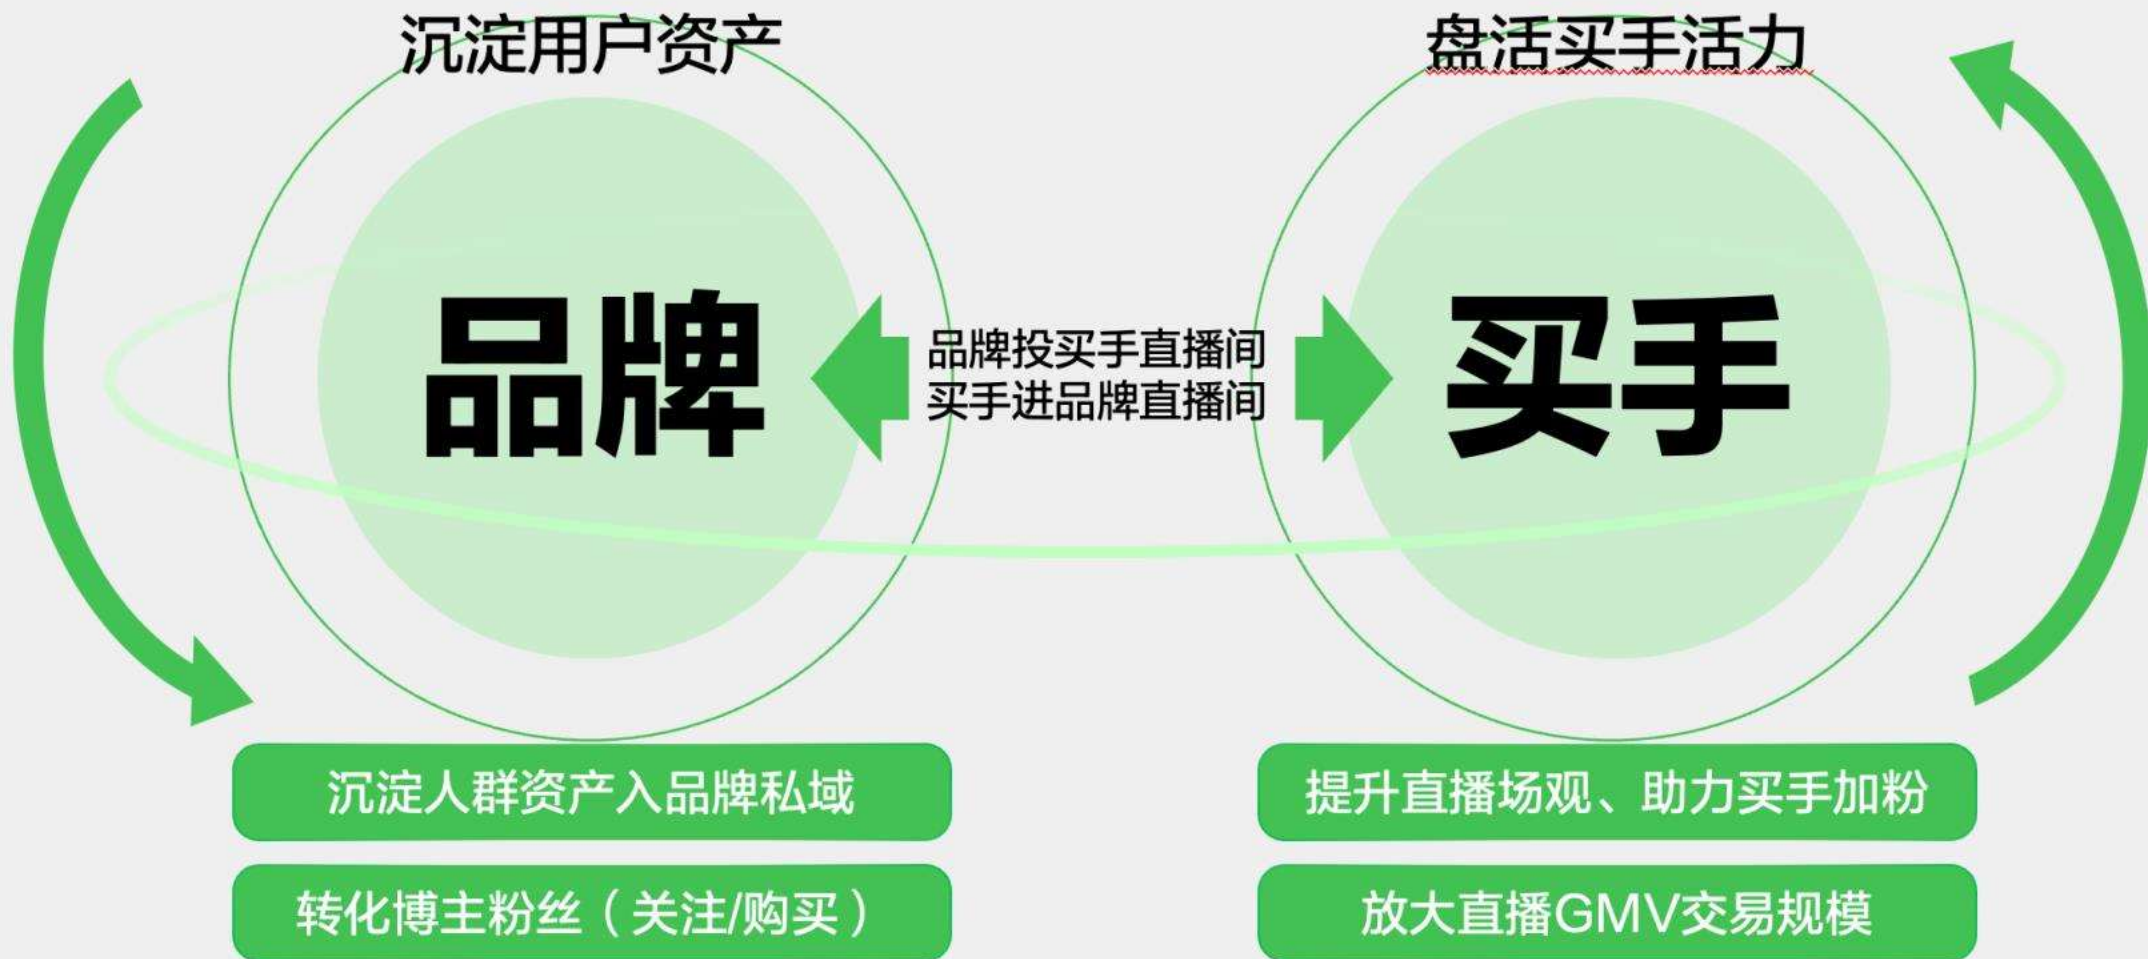 沉淀用户资产
盘活买手活力
品牌
品牌投买手直播间
买手进品牌直播间
买手
沉淀人群资产入品牌私域
提升直播场观、助力买手加粉
转化博主粉丝（关注/购买）
放大直播GMV交易规模